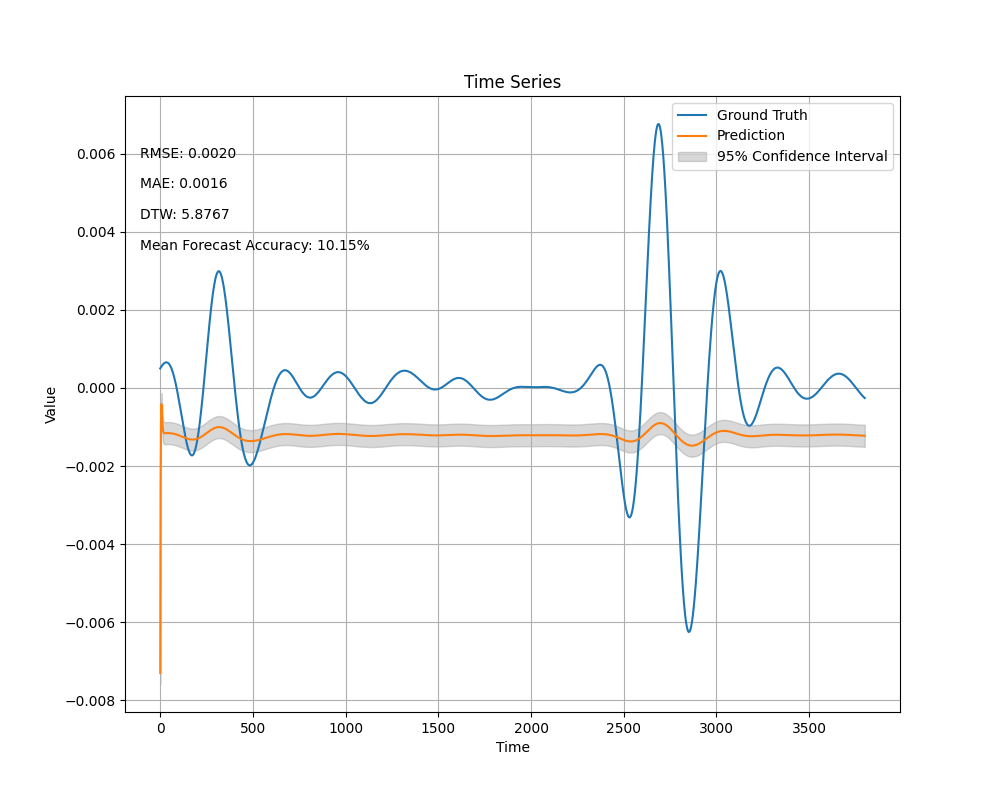 Time Series
Ground Truth
Prediction
95% Confidence Interval
RMSE: 0.0020
MAE: 0.0016
DTW: 5.8767
Mean Forecast Accuracy: 10.15%
Value
0.006
0.004
0.002
0.000
−0.002
−0.004
−0.006
−0.008
0 500 1000 1500 2000 2500 3000 3500
Time